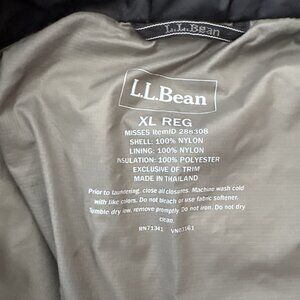 L.L.Bean
L.L.Bean
XL REG
MISSES ItemID 288308
SHELL: 100% NYLON
LINING: 100% NYLON
INSULATION: 100% POLYESTER
EXCLUSIVE OF TRIM
MADE IN THAILAND
Prior to laundering, close all closures. Machine wash cold
with like colors. Do not bleach or use fabric softener.
Tumble dry low, remove promptly. Do not iron. Do not dry
clean.
RN71341